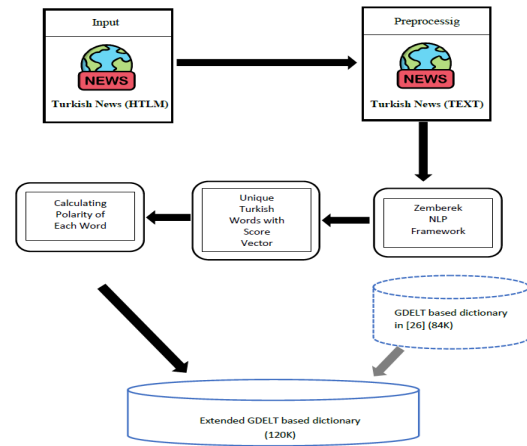 Input
NEWS
Turkish News (HTLM)
Preprocessig
NEWS
Turkish News (TEXT)
Calculating
Polarity of
Each Word
Unique
Turkish
Words with
Score
Vector
Zemberek
NLP
Framework
GDELT based dictionary
in [26] (84K)
Extended GDELT based dictionary
(120K)